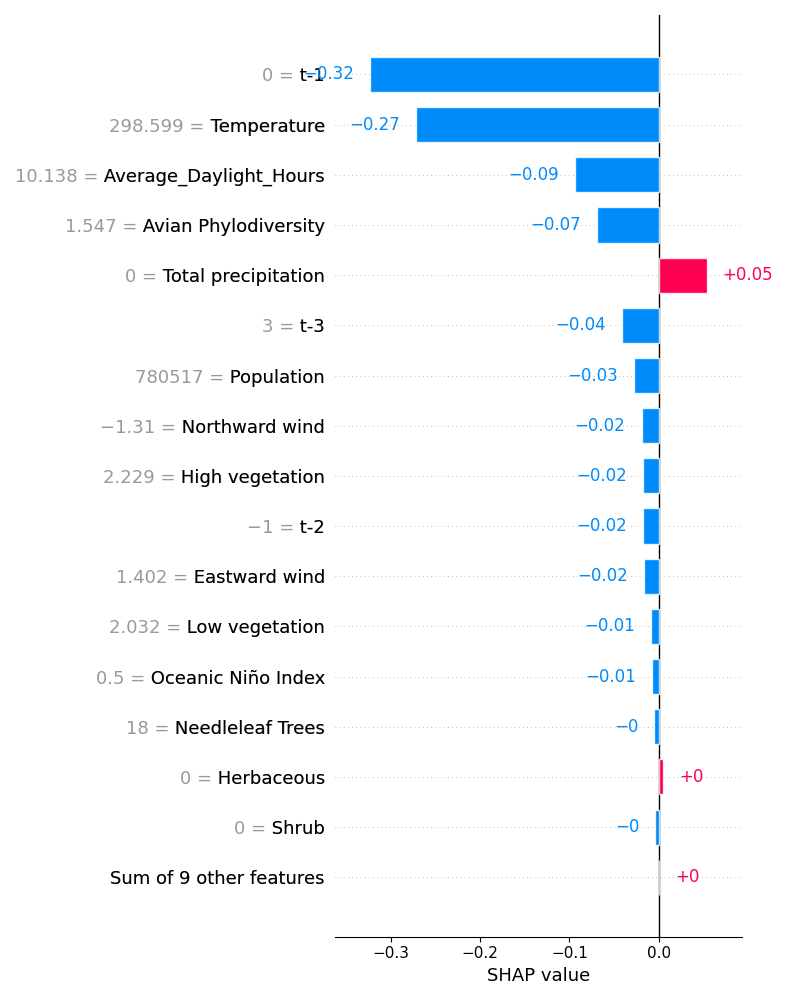 0 = t-1 −0.32
298.599 = Temperature −0.27
10.138 = Average_Daylight_Hours −0.09
1.547 = Avian Phylodiversity −0.07
0 = Total precipitation +0.05
3 = t-3 −0.04
780517 = Population −0.03
−1.31 = Northward wind −0.02
2.229 = High vegetation −0.02
−1 = t-2 −0.02
1.402 = Eastward wind −0.02
2.032 = Low vegetation −0.01
0.5 = Oceanic Niño Index −0.01
18 = Needleleaf Trees −0
0 = Herbaceous +0
0 = Shrub −0
Sum of 9 other features +0
−0.3 −0.2 −0.1 0.0
SHAP value